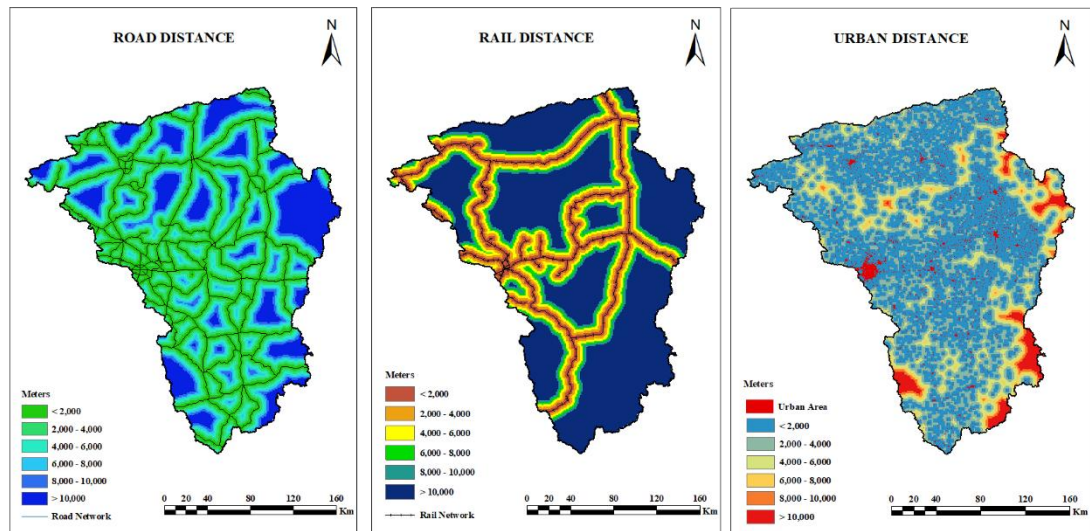 ROAD DISTANCE
N
Meters
< 2,000
2,000 - 4,000
4,000 - 6,000
6,000 - 8,000
8,000 - 10,000
> 10,000
Road Network
0 20 40 80 120 160
Km
RAIL DISTANCE
N
Meters
< 2,000
2,000 - 4,000
4,000 - 6,000
6,000 - 8,000
8,000 - 10,000
> 10,000
Rail Network
0 20 40 80 120 160
Km
URBAN DISTANCE
N
Meters
Urban Area
< 2,000
2,000 - 4,000
4,000 - 6,000
6,000 - 8,000
8,000 - 10,000
> 10,000
0 20 40 80 120 160
Km